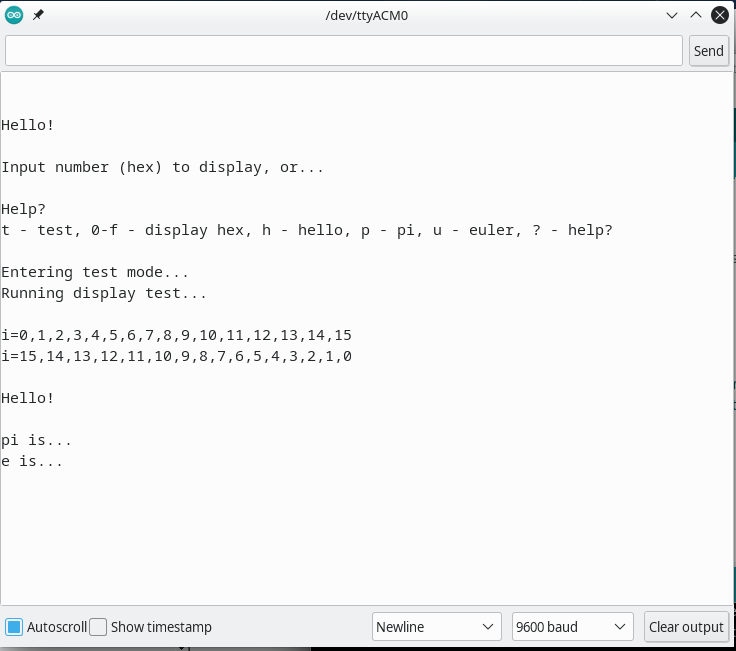 /dev/ttyACM0
Send
Hello!
Input number (hex) to display, or...
Help?
t - test, 0-f - display hex, h - hello, p - pi, u - euler, ? - help?
Entering test mode...
Running display test...
i=0,1,2,3,4,5,6,7,8,9,10,11,12,13,14,15
i=15,14,13,12,11,10,9,8,7,6,5,4,3,2,1,0
Hello!
pi is...
e is...
Autoscroll Show timestamp Newline 9600 baud Clear output